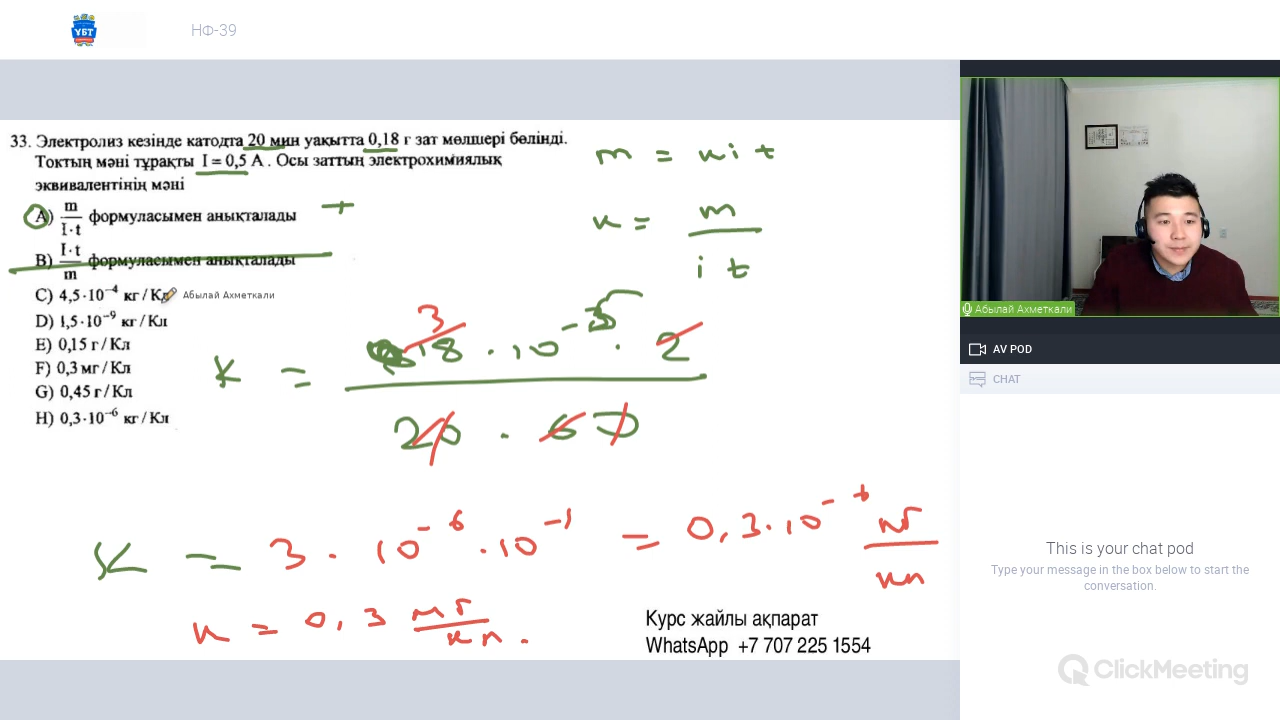 ҰБТ
НФ-39
33. Электролиз кезінде катодта 20 мин уақытта 0,18 г зат мөлшері бөлінді.
Токтың мәні тұрақты I = 0,5 А. Осы заттың электрохимиялық
эквивалентінің мәні
A) m / I·t формуласымен анықталады +
B) I·t / m формуласымен анықталады
C) 4,5·10⁻⁴ кг/Кл
Абылай Ахметкали
D) 1,5·10⁻⁹ кг/Кл
E) 0,15 г/Кл
F) 0,3 мг/Кл
G) 0,45 г/Кл
H) 0,3·10⁻⁶ кг/Кл
m = к i t
к = m / i t
3
K = 18 · 10⁻⁵ · 2 / 20 · 60
K = 3 · 10⁻⁶ · 10⁻¹ = 0,3 · 10⁻⁶ кг / кл
к = 0,3 мг / кл.
Курс жайлы ақпарат
WhatsApp +7 707 225 1554
Абылай Ахметкали
AV POD
CHAT
This is your chat pod
Type your message in the box below to start the
conversation.
ClickMeeting